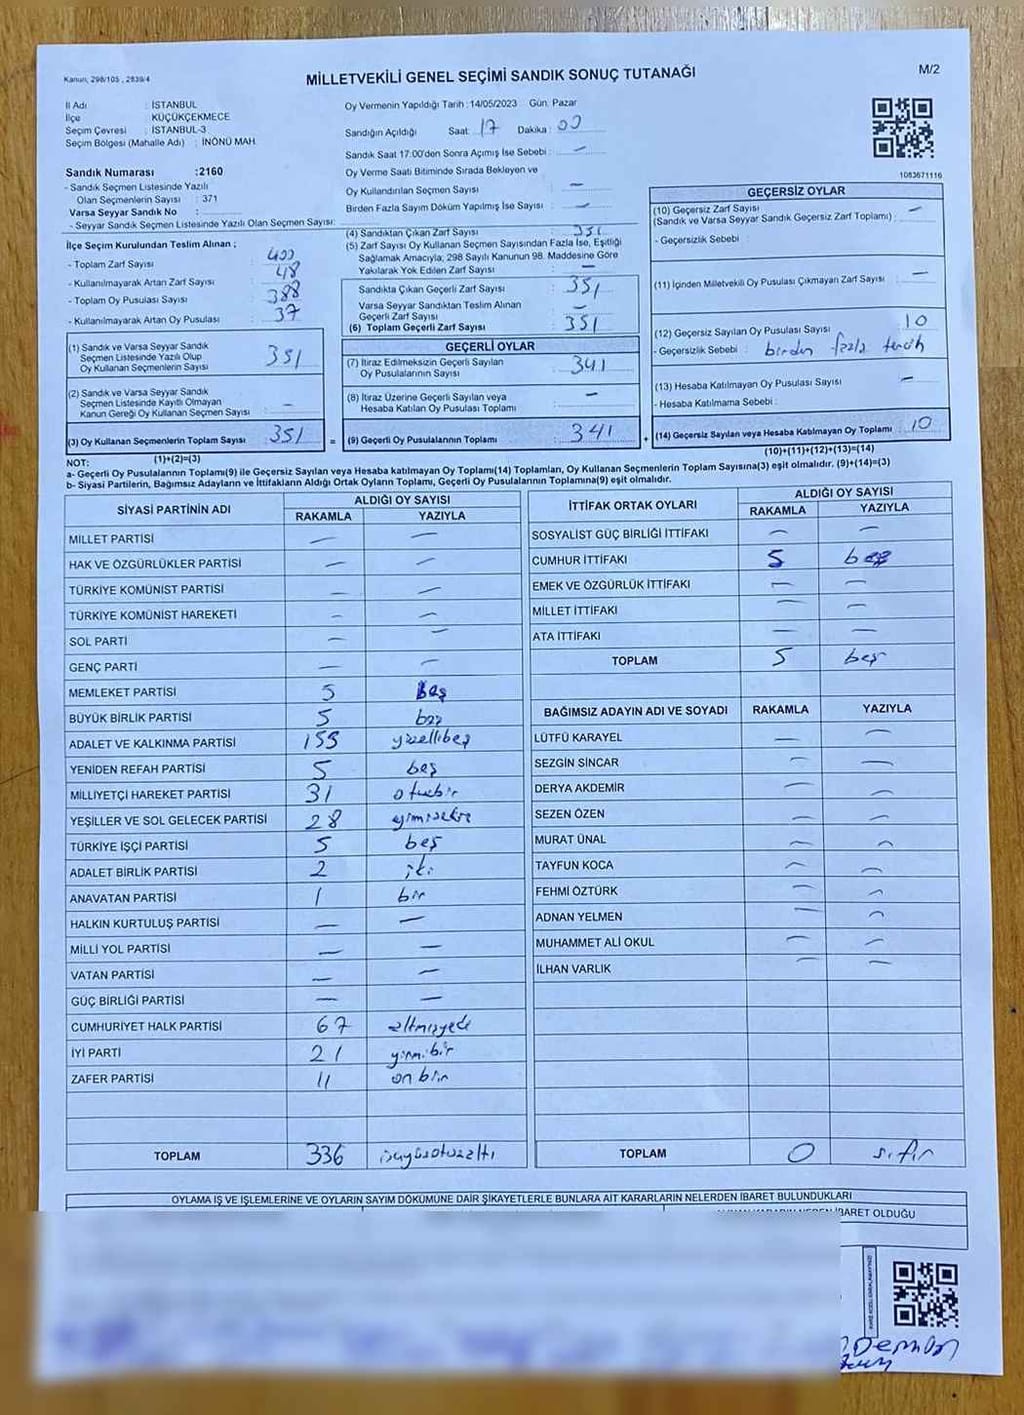 Kanun, 298/105 , 2839/4
MİLLETVEKİLİ GENEL SEÇİMİ SANDIK SONUÇ TUTANAĞI
M/2
İl Adı : İSTANBUL
İlçe : KÜÇÜKÇEKMECE
Seçim Çevresi : İSTANBUL-3
Seçim Bölgesi (Mahalle Adı) : İNÖNÜ MAH.
Sandık Numarası :2160
- Sandık Seçmen Listesinde Yazılı
Olan Seçmenlerin Sayısı : 371
Varsa Seyyar Sandık No :
- Seyyar Sandık Seçmen Listesinde Yazılı Olan Seçmen Sayısı:
İlçe Seçim Kurulundan Teslim Alınan ;
- Toplam Zarf Sayısı : 400
- Kullanılmayarak Artan Zarf Sayısı : 48
- Toplam Oy Pusulası Sayısı : 388
- Kullanılmayarak Artan Oy Pusulası : 37
(1) Sandık ve Varsa Seyyar Sandık
Seçmen Listesinde Yazılı Olup
Oy Kullanan Seçmenlerin Sayısı : 351
(2) Sandık ve Varsa Seyyar Sandık
Seçmen Listesinde Kayıtlı Olmayan
Kanun Gereği Oy Kullanan Seçmen Sayısı : –
(3) Oy Kullanan Seçmenlerin Toplam Sayısı : 351
(1)+(2)=(3)
Oy Vermenin Yapıldığı Tarih :14/05/2023 Gün: Pazar
Sandığın Açıldığı Saat: 17 Dakika : 00
Sandık Saat 17:00'den Sonra Açımış İse Sebebi : –
Oy Verme Saati Bitiminde Sırada Bekleyen ve
Oy Kullandırılan Seçmen Sayısı : –
Birden Fazla Sayım Döküm Yapılmış İse Sayısı : –
(4) Sandıktan Çıkan Zarf Sayısı : 351
(5) Zarf Sayısı Oy Kullanan Seçmen Sayısından Fazla İse, Eşitliği
Sağlamak Amacıyla; 298 Sayılı Kanunun 98. Maddesine Göre
Yakılarak Yok Edilen Zarf Sayısı : –
Sandıkta Çıkan Geçerli Zarf Sayısı : 351
Varsa Seyyar Sandıktan Teslim Alınan
Geçerli Zarf Sayısı : –
(6) Toplam Geçerli Zarf Sayısı : 351
GEÇERLİ OYLAR
(7) İtiraz Edilmeksizin Geçerli Sayılan
Oy Pusulalarının Sayısı : 341
(8) İtiraz Üzerine Geçerli Sayılan veya
Hesaba Katılan Oy Pusulası Toplamı : –
= (9) Geçerli Oy Pusulalarının Toplamı : 341
1083671116
GEÇERSİZ OYLAR
(10) Geçersiz Zarf Sayısı
(Sandık ve Varsa Seyyar Sandık Geçersiz Zarf Toplamı) : –
- Geçersizlik Sebebi :
(11) İçinden Milletvekili Oy Pusulası Çıkmayan Zarf Sayısı : –
(12) Geçersiz Sayılan Oy Pusulası Sayısı : 10
- Geçersizlik Sebebi : birden fazla tercih
(13) Hesaba Katılmayan Oy Pusulası Sayısı : –
- Hesaba Katılmama Sebebi :
+ (14) Geçersiz Sayılan veya Hesaba Katılmayan Oy Toplamı : 10
(10)+(11)+(12)+(13)=(14)
NOT:
a- Geçerli Oy Pusulalarının Toplamı(9) ile Geçersiz Sayılan veya Hesaba katılmayan Oy Toplamı(14) Toplamları, Oy Kullanan Seçmenlerin Toplam Sayısına(3) eşit olmalıdır. (9)+(14)=(3)
b- Siyasi Partilerin, Bağımsız Adayların ve İttifakların Aldığı Ortak Oyların Toplamı, Geçerli Oy Pusulalarının Toplamına(9) eşit olmalıdır.
SİYASİ PARTİNİN ADI ALDIĞI OY SAYISI
RAKAMLA YAZIYLA
MİLLET PARTİSİ – –
HAK VE ÖZGÜRLÜKLER PARTİSİ – –
TÜRKİYE KOMÜNİST PARTİSİ – –
TÜRKİYE KOMÜNİST HAREKETİ – –
SOL PARTİ – –
GENÇ PARTİ – –
MEMLEKET PARTİSİ 5 beş
BÜYÜK BİRLİK PARTİSİ 5 beş
ADALET VE KALKINMA PARTİSİ 155 yüzellibeş
YENİDEN REFAH PARTİSİ 5 beş
MİLLİYETÇİ HAREKET PARTİSİ 31 otuzbir
YEŞİLLER VE SOL GELECEK PARTİSİ 28 yirmisekiz
TÜRKİYE İŞÇİ PARTİSİ 5 beş
ADALET BİRLİK PARTİSİ 2 iki
ANAVATAN PARTİSİ 1 bir
HALKIN KURTULUŞ PARTİSİ – –
MİLLİ YOL PARTİSİ – –
VATAN PARTİSİ – –
GÜÇ BİRLİĞİ PARTİSİ – –
CUMHURİYET HALK PARTİSİ 67 altmışyedi
İYİ PARTİ 21 yirmibir
ZAFER PARTİSİ 11 onbir
TOPLAM 336 üçyüzotuzaltı
İTTİFAK ORTAK OYLARI ALDIĞI OY SAYISI
RAKAMLA YAZIYLA
SOSYALİST GÜÇ BİRLİĞİ İTTİFAKI – –
CUMHUR İTTİFAKI 5 beş
EMEK VE ÖZGÜRLÜK İTTİFAKI – –
MİLLET İTTİFAKI – –
ATA İTTİFAKI – –
TOPLAM 5 beş
BAĞIMSIZ ADAYIN ADI VE SOYADI RAKAMLA YAZIYLA
LÜTFÜ KARAYEL – –
SEZGİN SİNCAR – –
DERYA AKDEMİR – –
SEZEN ÖZEN – –
MURAT ÜNAL – –
TAYFUN KOCA – –
FEHMİ ÖZTÜRK – –
ADNAN YELMEN – –
MUHAMMET ALİ OKUL – –
İLHAN VARLIK – –
TOPLAM 0 sıfır
OYLAMA İŞ VE İŞLEMLERİNE VE OYLARIN SAYIM DÖKÜMÜNE DAİR ŞİKAYETLERLE BUNLARA AİT KARARLARIN NELERDEN İBARET BULUNDUKLARI
İBARET OLDUĞU